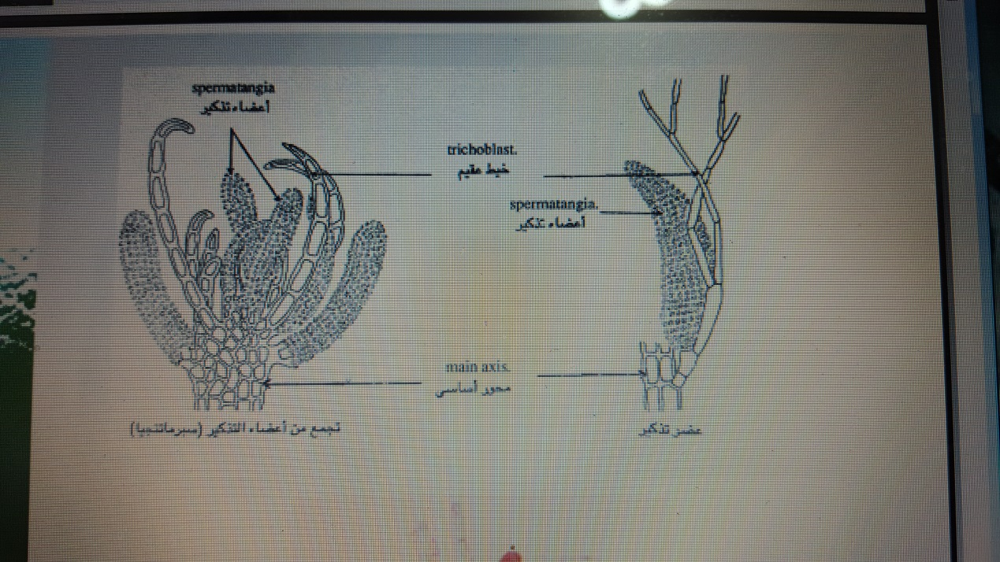 spermatangia
أعضاء تذكير
trichoblast.
خيط عقيم
spermatangia.
أعضاء تذكير
main axis.
محور أساسى
تجمع من أعضاء التذكير (سبرماتنجيا)
عضو تذكير